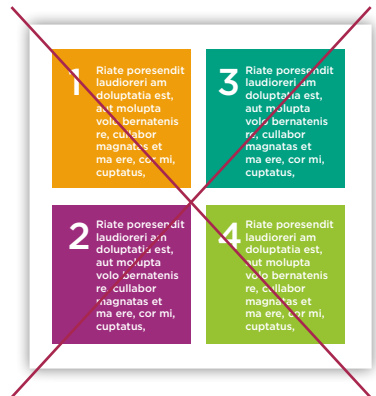 1
Riate poresendit
laudioreri am
doluptatia est,
aut molupta
volo bernatenis
re, cullabor
magnatas et
ma ere, cor mi,
cuptatus,
2
Riate poresendit
laudioreri am
doluptatia est,
aut molupta
volo bernatenis
re, cullabor
magnatas et
ma ere, cor mi,
cuptatus,
3
Riate poresendit
laudioreri am
doluptatia est,
aut molupta
volo bernatenis
re, cullabor
magnatas et
ma ere, cor mi,
cuptatus,
4
Riate poresendit
laudioreri am
doluptatia est,
aut molupta
volo bernatenis
re, cullabor
magnatas et
ma ere, cor mi,
cuptatus,